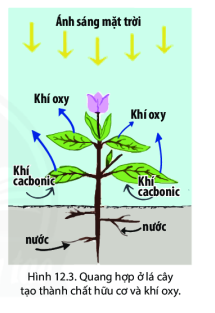 Ánh sáng mặt trời
Khí oxy
Khí oxy
Khí
cacbonic
Khí
cacbonic
nước
nước
Hình 12.3. Quang hợp ở lá cây
tạo thành chất hữu cơ và khí oxy.